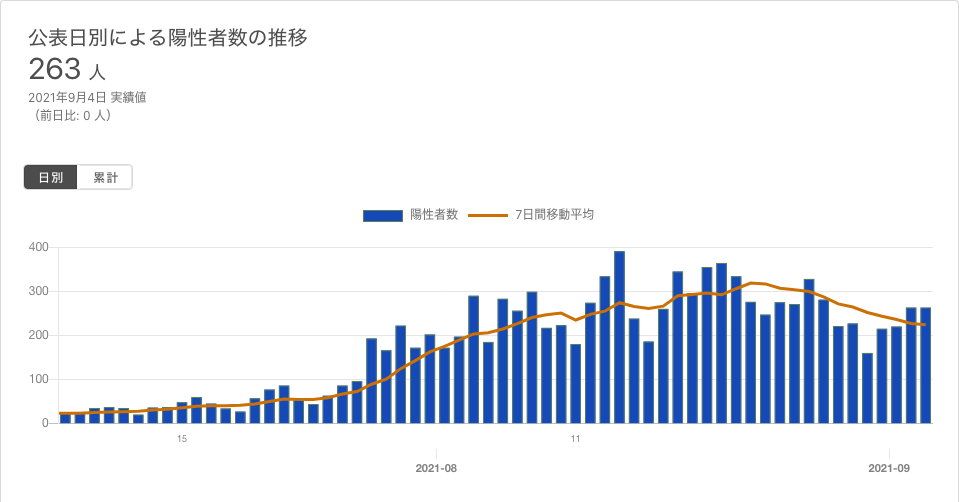 公表日別による陽性者数の推移
263 人
2021年9月4日 実績値
（前日比: 0 人）
日別 累計
陽性者数 7日間移動平均
400
300
200
100
0
15 11
2021-08 2021-09